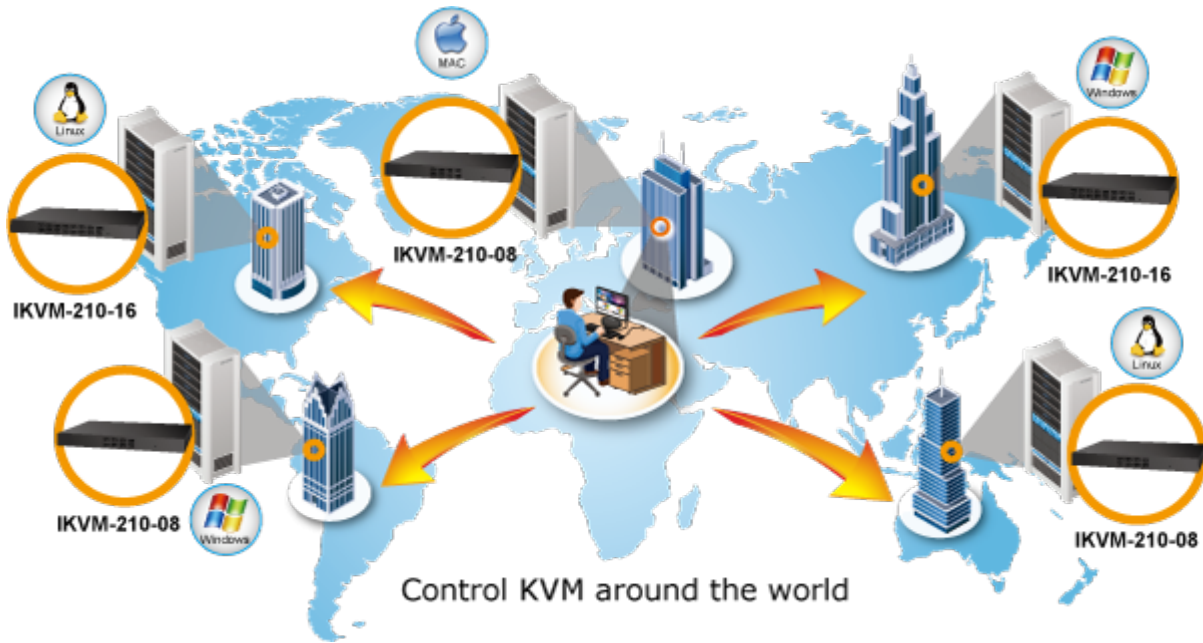 MAC
Linux
Windows
IKVM-210-16
IKVM-210-08
IKVM-210-16
Linux
IKVM-210-08
Windows
IKVM-210-08
Control KVM around the world